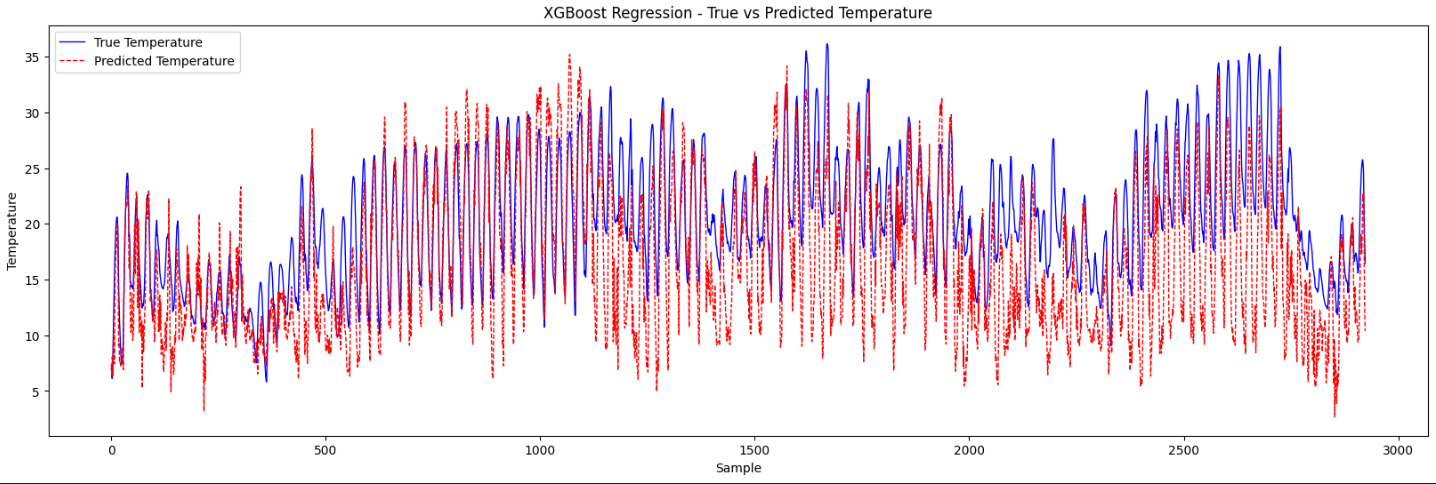 XGBoost Regression - True vs Predicted Temperature
True Temperature
Predicted Temperature
Temperature
35
30
25
20
15
10
5
0 500 1000 1500 2000 2500 3000
Sample